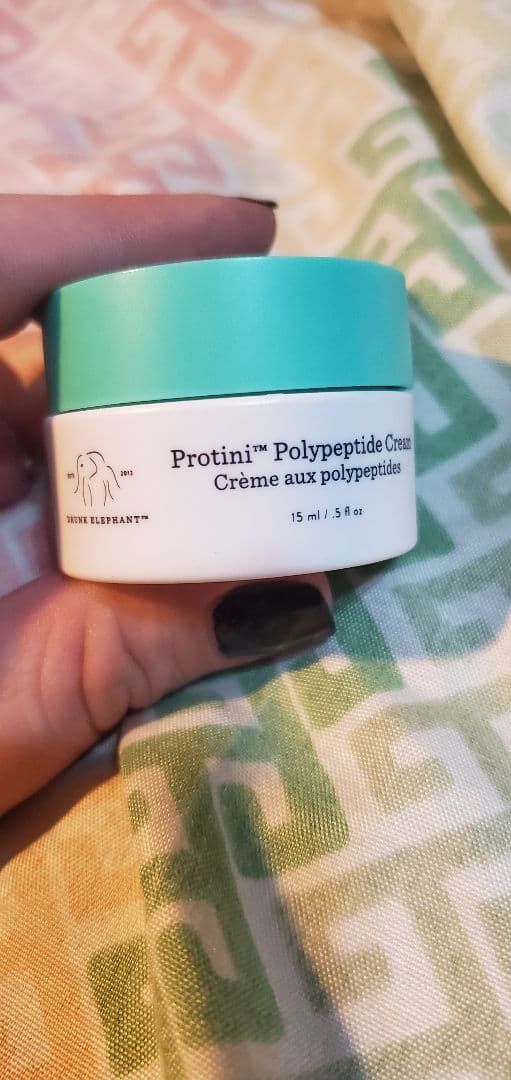 Protini™ Polypeptide Cream
Crème aux polypeptides
15 ml / .5 fl oz
2012
DRUNK ELEPHANT™